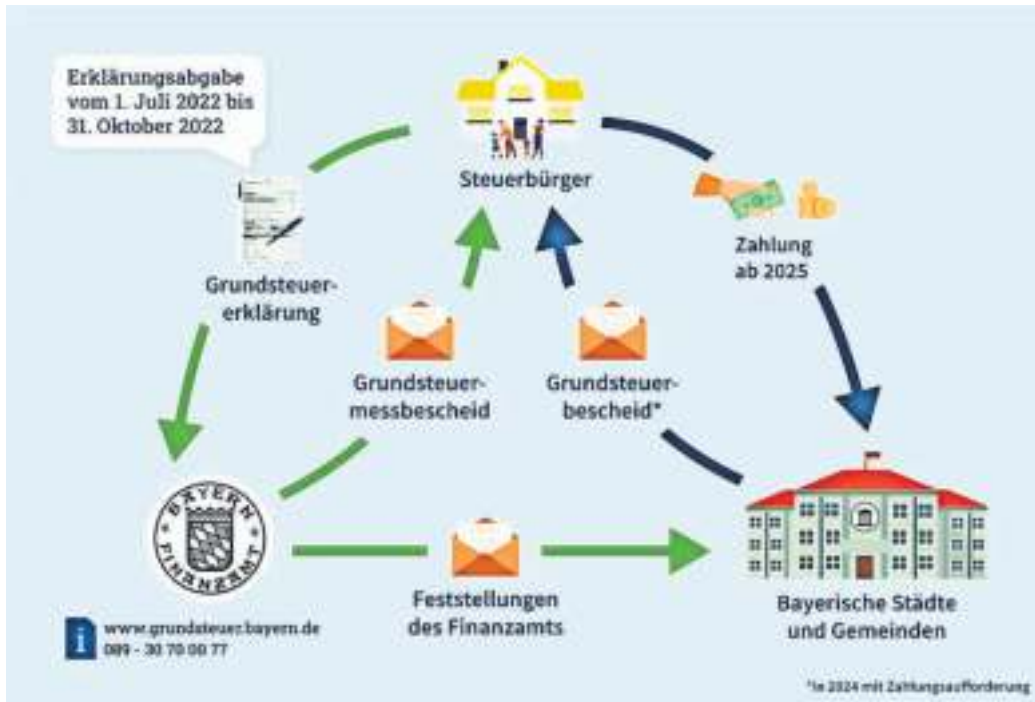 Erklärungsabgabe
vom 1. Juli 2022 bis
31. Oktober 2022
Steuerbürger
Grundsteuer-
erklärung
Zahlung
ab 2025
Grundsteuer-
messbescheid
Grundsteuer-
bescheid*
BAYERN
FINANZAMT
Feststellungen
des Finanzamts
Bayerische Städte
und Gemeinden
www.grundsteuer.bayern.de
089 - 30 70 00 77
*In 2024 mit Zahlungsaufforderung